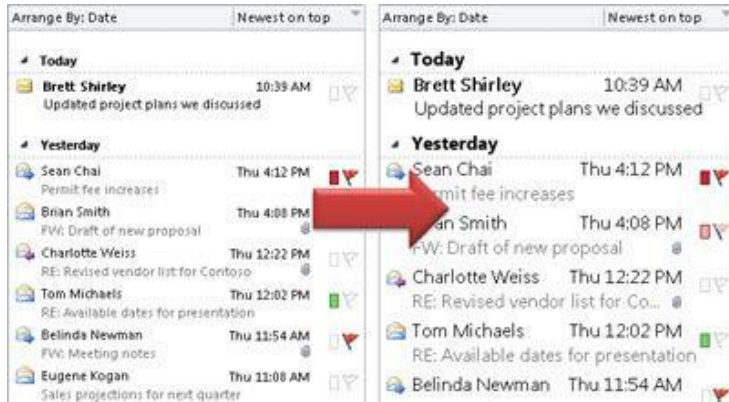 Arrange By: Date Newest on top
Today
Brett Shirley 10:39 AM
Updated project plans we discussed
Yesterday
Sean Chai Thu 4:12 PM
Permit fee increases
Brian Smith Thu 4:08 PM
FW: Draft of new proposal
Charlotte Weiss Thu 12:22 PM
RE: Revised vendor list for Contoso
Tom Michaels Thu 12:02 PM
RE: Available dates for presentation
Belinda Newman Thu 11:54 AM
FW: Meeting notes
Eugene Kogan Thu 11:08 AM
Sales projections for next quarter
Arrange By: Date Newest on top
Today
Brett Shirley 10:39 AM
Updated project plans we discussed
Yesterday
Sean Chai Thu 4:12 PM
fee increases
Smith Thu 4:08 PM
FW: Draft of new proposal
Charlotte Weiss Thu 12:22 PM
RE: Revised vendor list for Co...
Tom Michaels Thu 12:02 PM
RE: Available dates for presentation
Belinda Newman Thu 11:54 AM